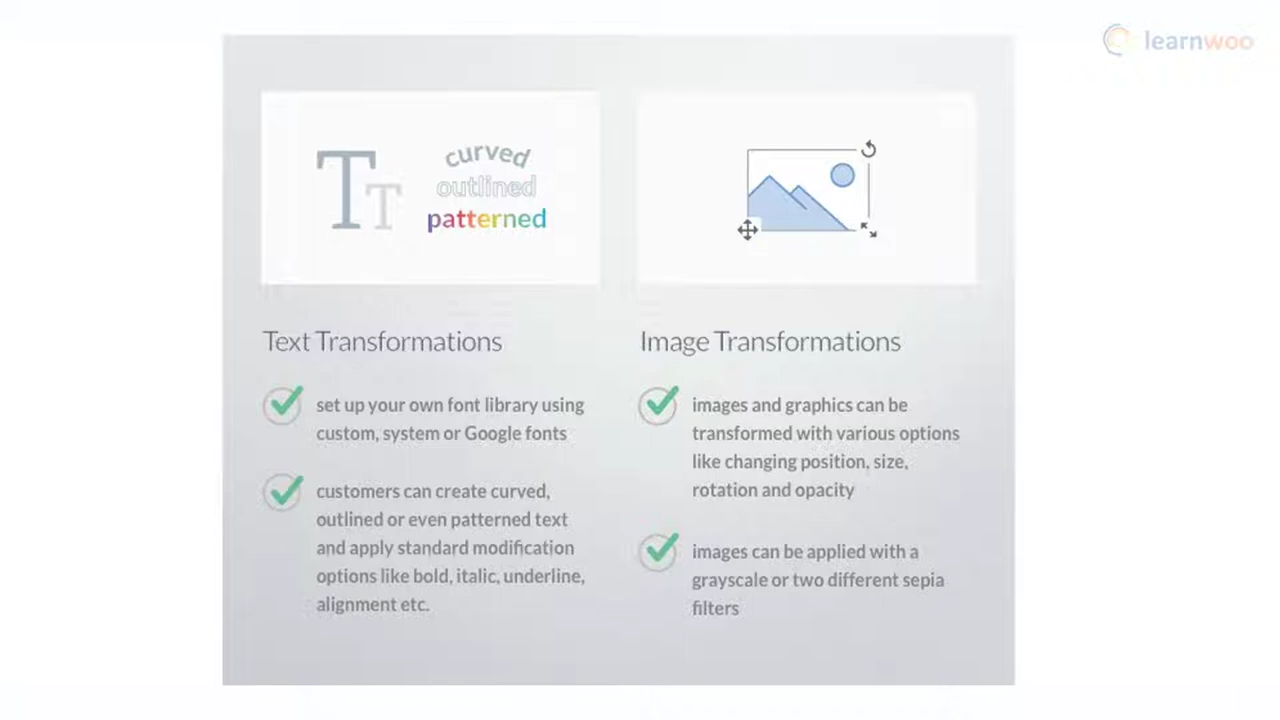 learnwoo
T T
curved
outlined
patterned
Text Transformations
set up your own font library using
custom, system or Google fonts
customers can create curved,
outlined or even patterned text
and apply standard modification
options like bold, italic, underline,
alignment etc.
Image Transformations
images and graphics can be
transformed with various options
like changing position, size,
rotation and opacity
images can be applied with a
grayscale or two different sepia
filters